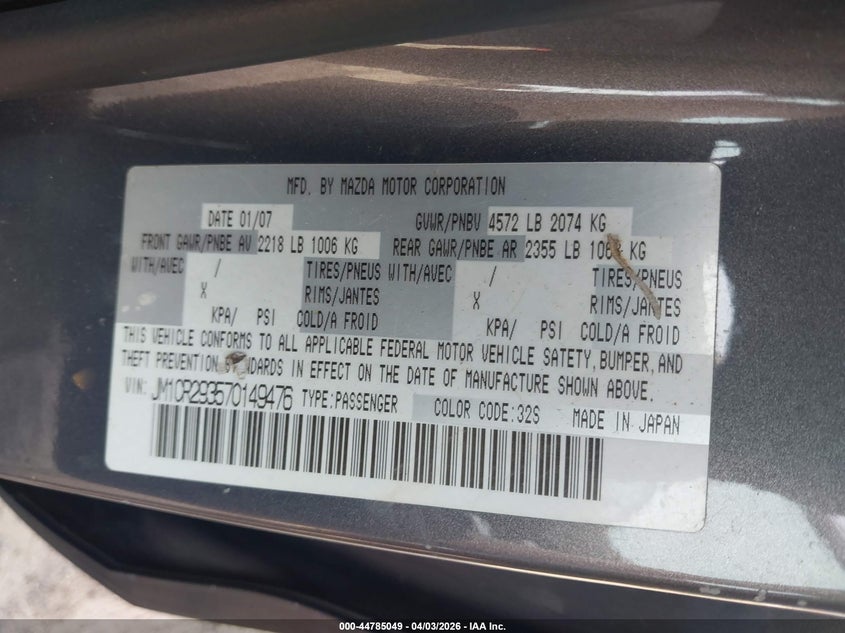 MFD. BY MAZDA MOTOR CORPORATION
DATE 01/07 GVWR/PNBV 4572 LB 2074 KG
FRONT GAWR/PNBE AV 2218 LB 1006 KG REAR GAWR/PNBE AR 2355 LB KG
WITH/AVEC / TIRES/PNEUS WITH/AVEC / TIRES/PNEUS
X RIMS/JANTES X RIMS/JANTES
KPA/ PSI COLD/A FROID KPA/ PSI COLD/A FROID
THIS VEHICLE CONFORMS TO ALL APPLICABLE FEDERAL MOTOR VEHICLE SAFETY, BUMPER, AND
THEFT PREVENTION STANDARDS IN EFFECT ON THE DATE OF MANUFACTURE SHOWN ABOVE.
VIN: JM1CR293570149476 TYPE:PASSENGER COLOR CODE:32S MADE IN JAPAN
000-44785049 - 04/03/2026 - IAA Inc.